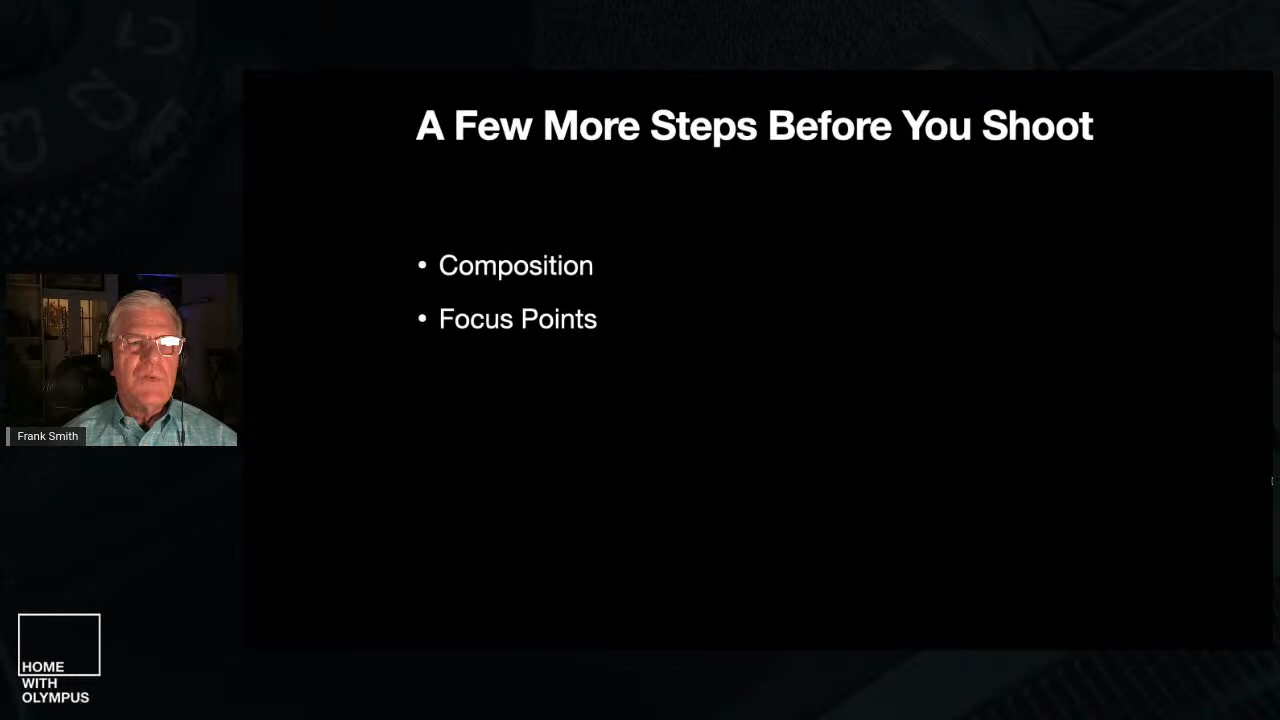 A Few More Steps Before You Shoot
• Composition
• Focus Points
Frank Smith
HOME
WITH
OLYMPUS